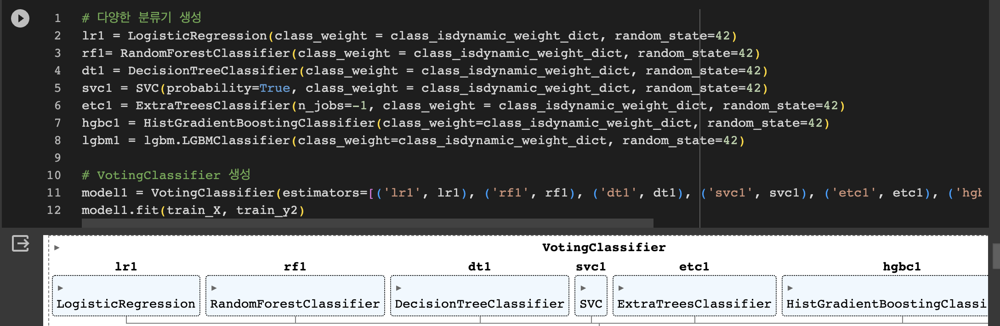 1 # 다양한 분류기 생성
2 lr1 = LogisticRegression(class_weight = class_isdynamic_weight_dict, random_state=42)
3 rf1= RandomForestClassifier(class_weight = class_isdynamic_weight_dict, random_state=42)
4 dt1 = DecisionTreeClassifier(class_weight = class_isdynamic_weight_dict, random_state=42)
5 svc1 = SVC(probability=True, class_weight = class_isdynamic_weight_dict, random_state=42)
6 etc1 = ExtraTreesClassifier(n_jobs=-1, class_weight = class_isdynamic_weight_dict, random_state=42)
7 hgbc1 = HistGradientBoostingClassifier(class_weight=class_isdynamic_weight_dict, random_state=42)
8 lgbm1 = lgbm.LGBMClassifier(class_weight=class_isdynamic_weight_dict, random_state=42)
9
10 # VotingClassifier 생성
11 model1 = VotingClassifier(estimators=[('lr1', lr1), ('rf1', rf1), ('dt1', dt1), ('svc1', svc1), ('etc1', etc1), ('hgb
12 model1.fit(train_X, train_y2)
VotingClassifier
lr1 rf1 dt1 svc1 etc1 hgbc1
LogisticRegression RandomForestClassifier DecisionTreeClassifier SVC ExtraTreesClassifier HistGradientBoostingClassi